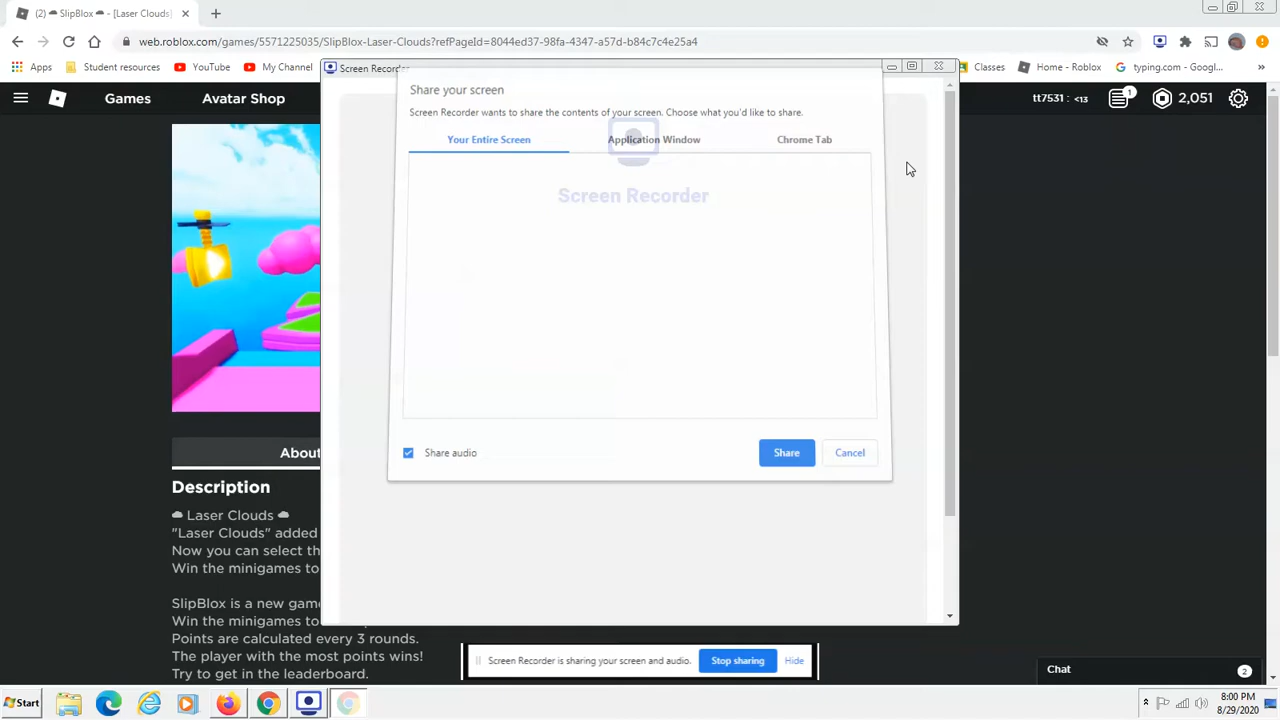 (2) ☁ SlipBlox ☁ - [Laser Clouds]
web.roblox.com/games/5571225035/SlipBlox-Laser-Clouds?refPageId=8044ed37-98fa-4347-a57d-b84c7c4e25a4
Apps
Student resources
YouTube
My Channel
Classes
Home - Roblox
typing.com - Googl...
»
Screen Recorder
Games
Avatar Shop
tt7531: <13
1
2,051
Share your screen
Screen Recorder wants to share the contents of your screen. Choose what you'd like to share.
Your Entire Screen
Application Window
Chrome Tab
Screen Recorder
Share audio
Share
Cancel
About
Description
☁ Laser Clouds ☁
"Laser Clouds" added
Now you can select th
Win the minigames to
SlipBlox is a new game
Win the minigames to
Points are calculated every 3 rounds.
The player with the most points wins!
Try to get in the leaderboard.
Screen Recorder is sharing your screen and audio.
Stop sharing
Hide
Chat
2
Start
8:00 PM
8/29/2020